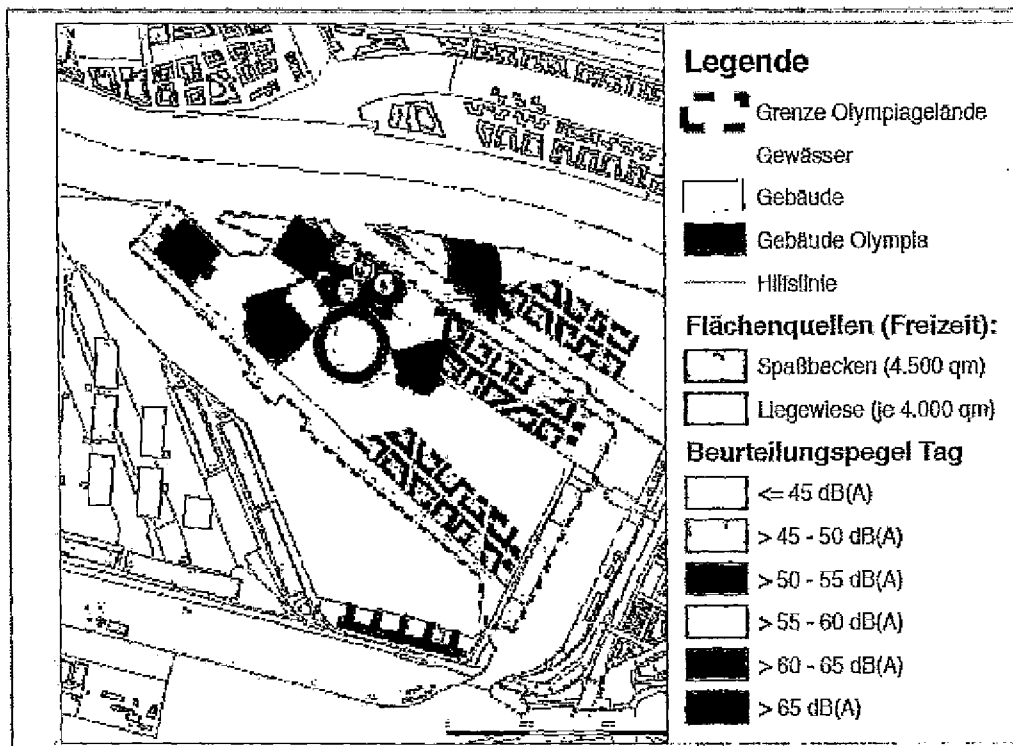 Legende
Grenze Olympiagelände
Gewässer
Gebäude
Gebäude Olympia
Hilfslinie
Flächenquellen (Freizeit):
Spaßbecken (4.500 qm)
Liegewiese (je 4.000 qm)
Beurteilungspegel Tag
<= 45 dB(A)
> 45 - 50 dB(A)
> 50 - 55 dB(A)
> 55 - 60 dB(A)
> 60 - 65 dB(A)
> 65 dB(A)